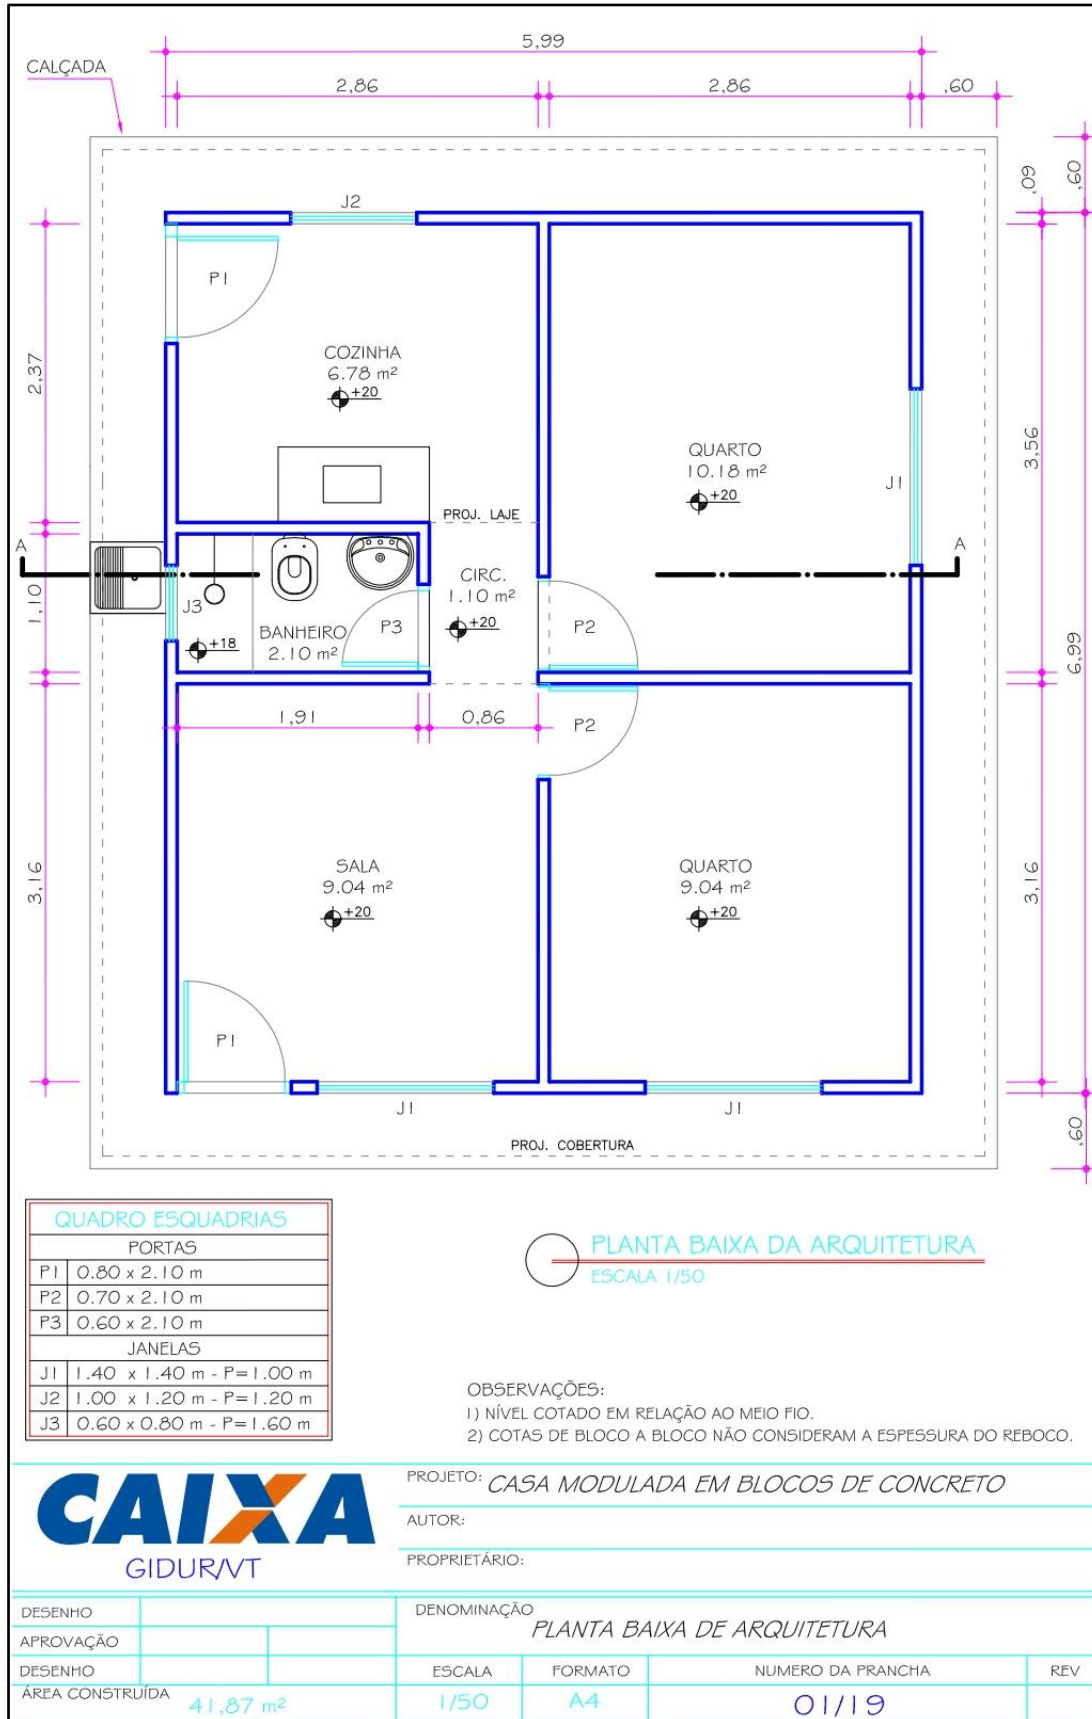 5,99
CALÇADA
2,86
2,86
,60
,09
,60
J2
P1
COZINHA
6.78 m²
+20
2,37
QUARTO
10.18 m²
+20
J1
3,56
PROJ. LAJE
A
A
CIRC.
1.10 m²
+20
1,10
J3
+18
BANHEIRO
2.10 m²
P3
P2
6,99
1,91
0,86
P2
SALA
9.04 m²
+20
QUARTO
9.04 m²
+20
3,16
3,16
P1
J1
J1
PROJ. COBERTURA
,60
QUADRO ESQUADRIAS
PORTAS
P1 0.80 x 2.10 m
P2 0.70 x 2.10 m
P3 0.60 x 2.10 m
JANELAS
J1 1.40 x 1.40 m - P=1.00 m
J2 1.00 x 1.20 m - P=1.20 m
J3 0.60 x 0.80 m - P=1.60 m
PLANTA BAIXA DA ARQUITETURA
ESCALA 1/50
OBSERVAÇÕES:
1) NÍVEL COTADO EM RELAÇÃO AO MEIO FIO.
2) COTAS DE BLOCO A BLOCO NÃO CONSIDERAM A ESPESSURA DO REBOCO.
CAIXA
GIDUR/VT
PROJETO: CASA MODULADA EM BLOCOS DE CONCRETO
AUTOR:
PROPRIETÁRIO:
DESENHO
APROVAÇÃO
DESENHO
DENOMINAÇÃO
PLANTA BAIXA DE ARQUITETURA
ESCALA FORMATO NUMERO DA PRANCHA REV
ÁREA CONSTRUÍDA 41,87 m² 1/50 A4 01/19